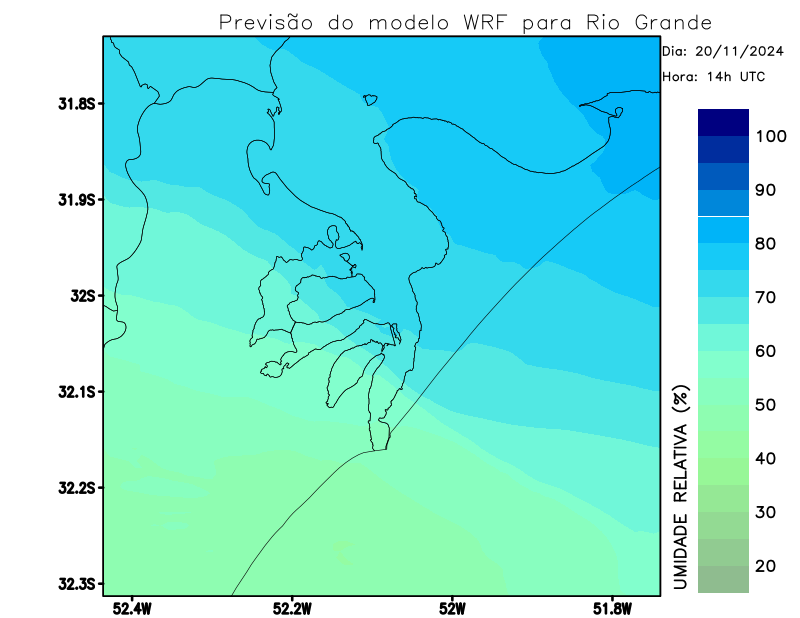 Previsão do modelo WRF para Rio Grande
Dia: 20/11/2024
Hora: 14h UTC
31.8S
31.9S
32S
32.1S
32.2S
32.3S
52.4W
52.2W
52W
51.8W
UMIDADE RELATIVA (%)
100
90
80
70
60
50
40
30
20